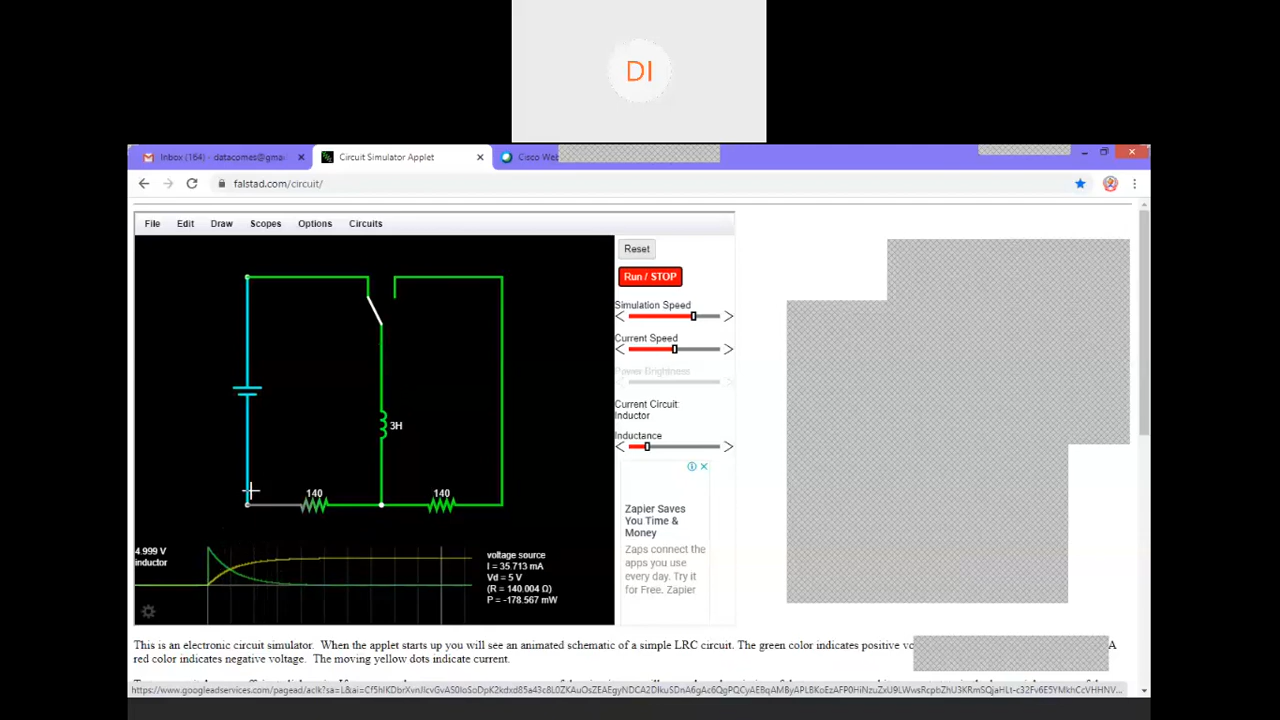 DI
Inbox (164) - datacomes@gmai
Circuit Simulator Applet
Cisco Web
falstad.com/circuit/
File Edit Draw Scopes Options Circuits
Reset
Run / STOP
Simulation Speed
Current Speed
Power Brightness
Current Circuit:
Inductor
Inductance
3H
140
140
4.999 V
inductor
voltage source
I = 35.713 mA
Vd = 5 V
(R = 140.004 Ω)
P = -178.567 mW
Zapier Saves
You Time &
Money
Zaps connect the
apps you use
every day. Try it
for Free. Zapier
This is an electronic circuit simulator. When the applet starts up you will see an animated schematic of a simple LRC circuit. The green color indicates positive A
red color indicates negative voltage. The moving yellow dots indicate current.